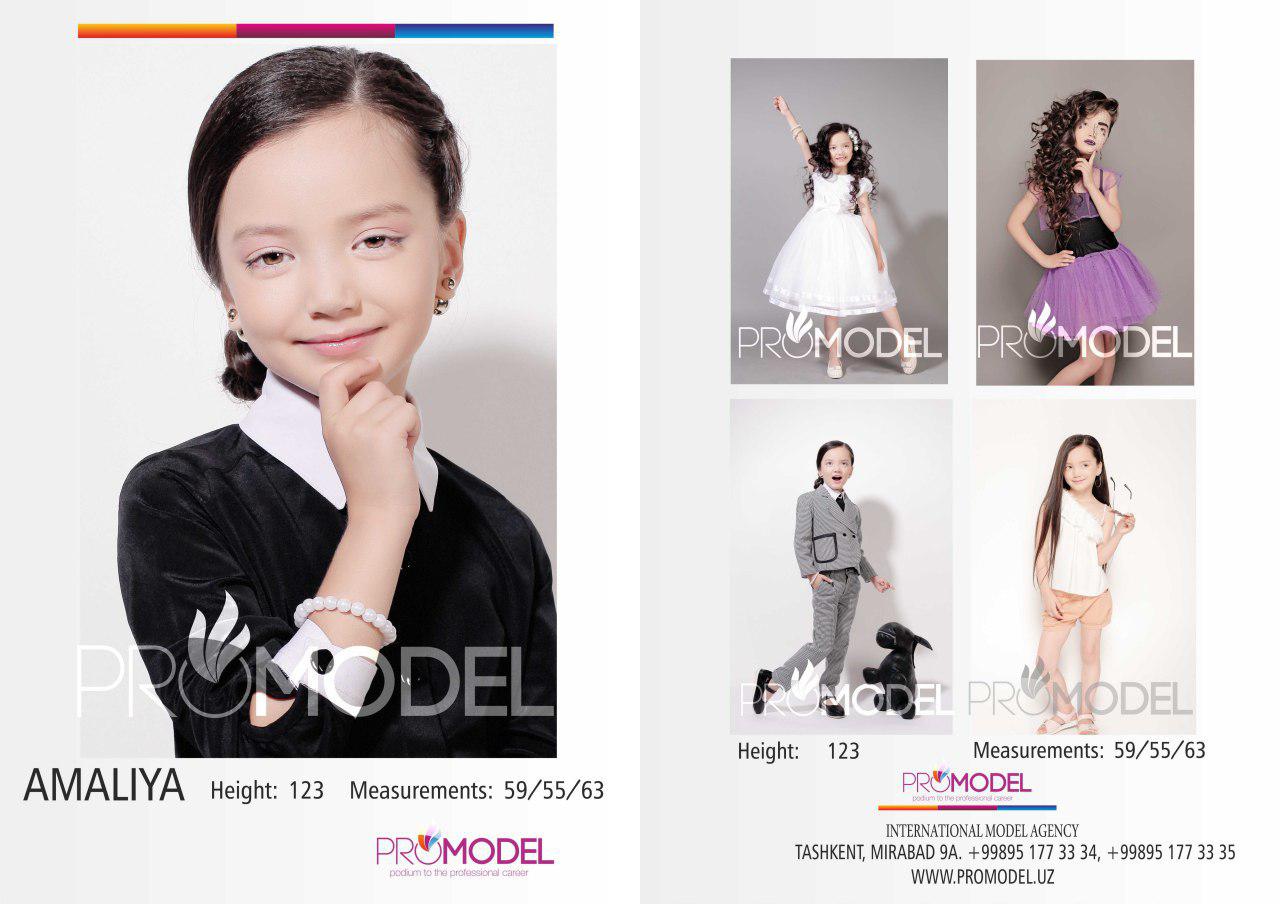 PROMODEL
AMALIYA Height: 123 Measurements: 59/55/63
PROMODEL
podium to the professional career
PROMODEL
PROMODEL
PROMODEL
PROMODEL
Height: 123 Measurements: 59/55/63
PROMODEL
podium to the professional career
INTERNATIONAL MODEL AGENCY
TASHKENT, MIRABAD 9A. +99895 177 33 34, +99895 177 33 35
WWW.PROMODEL.UZ